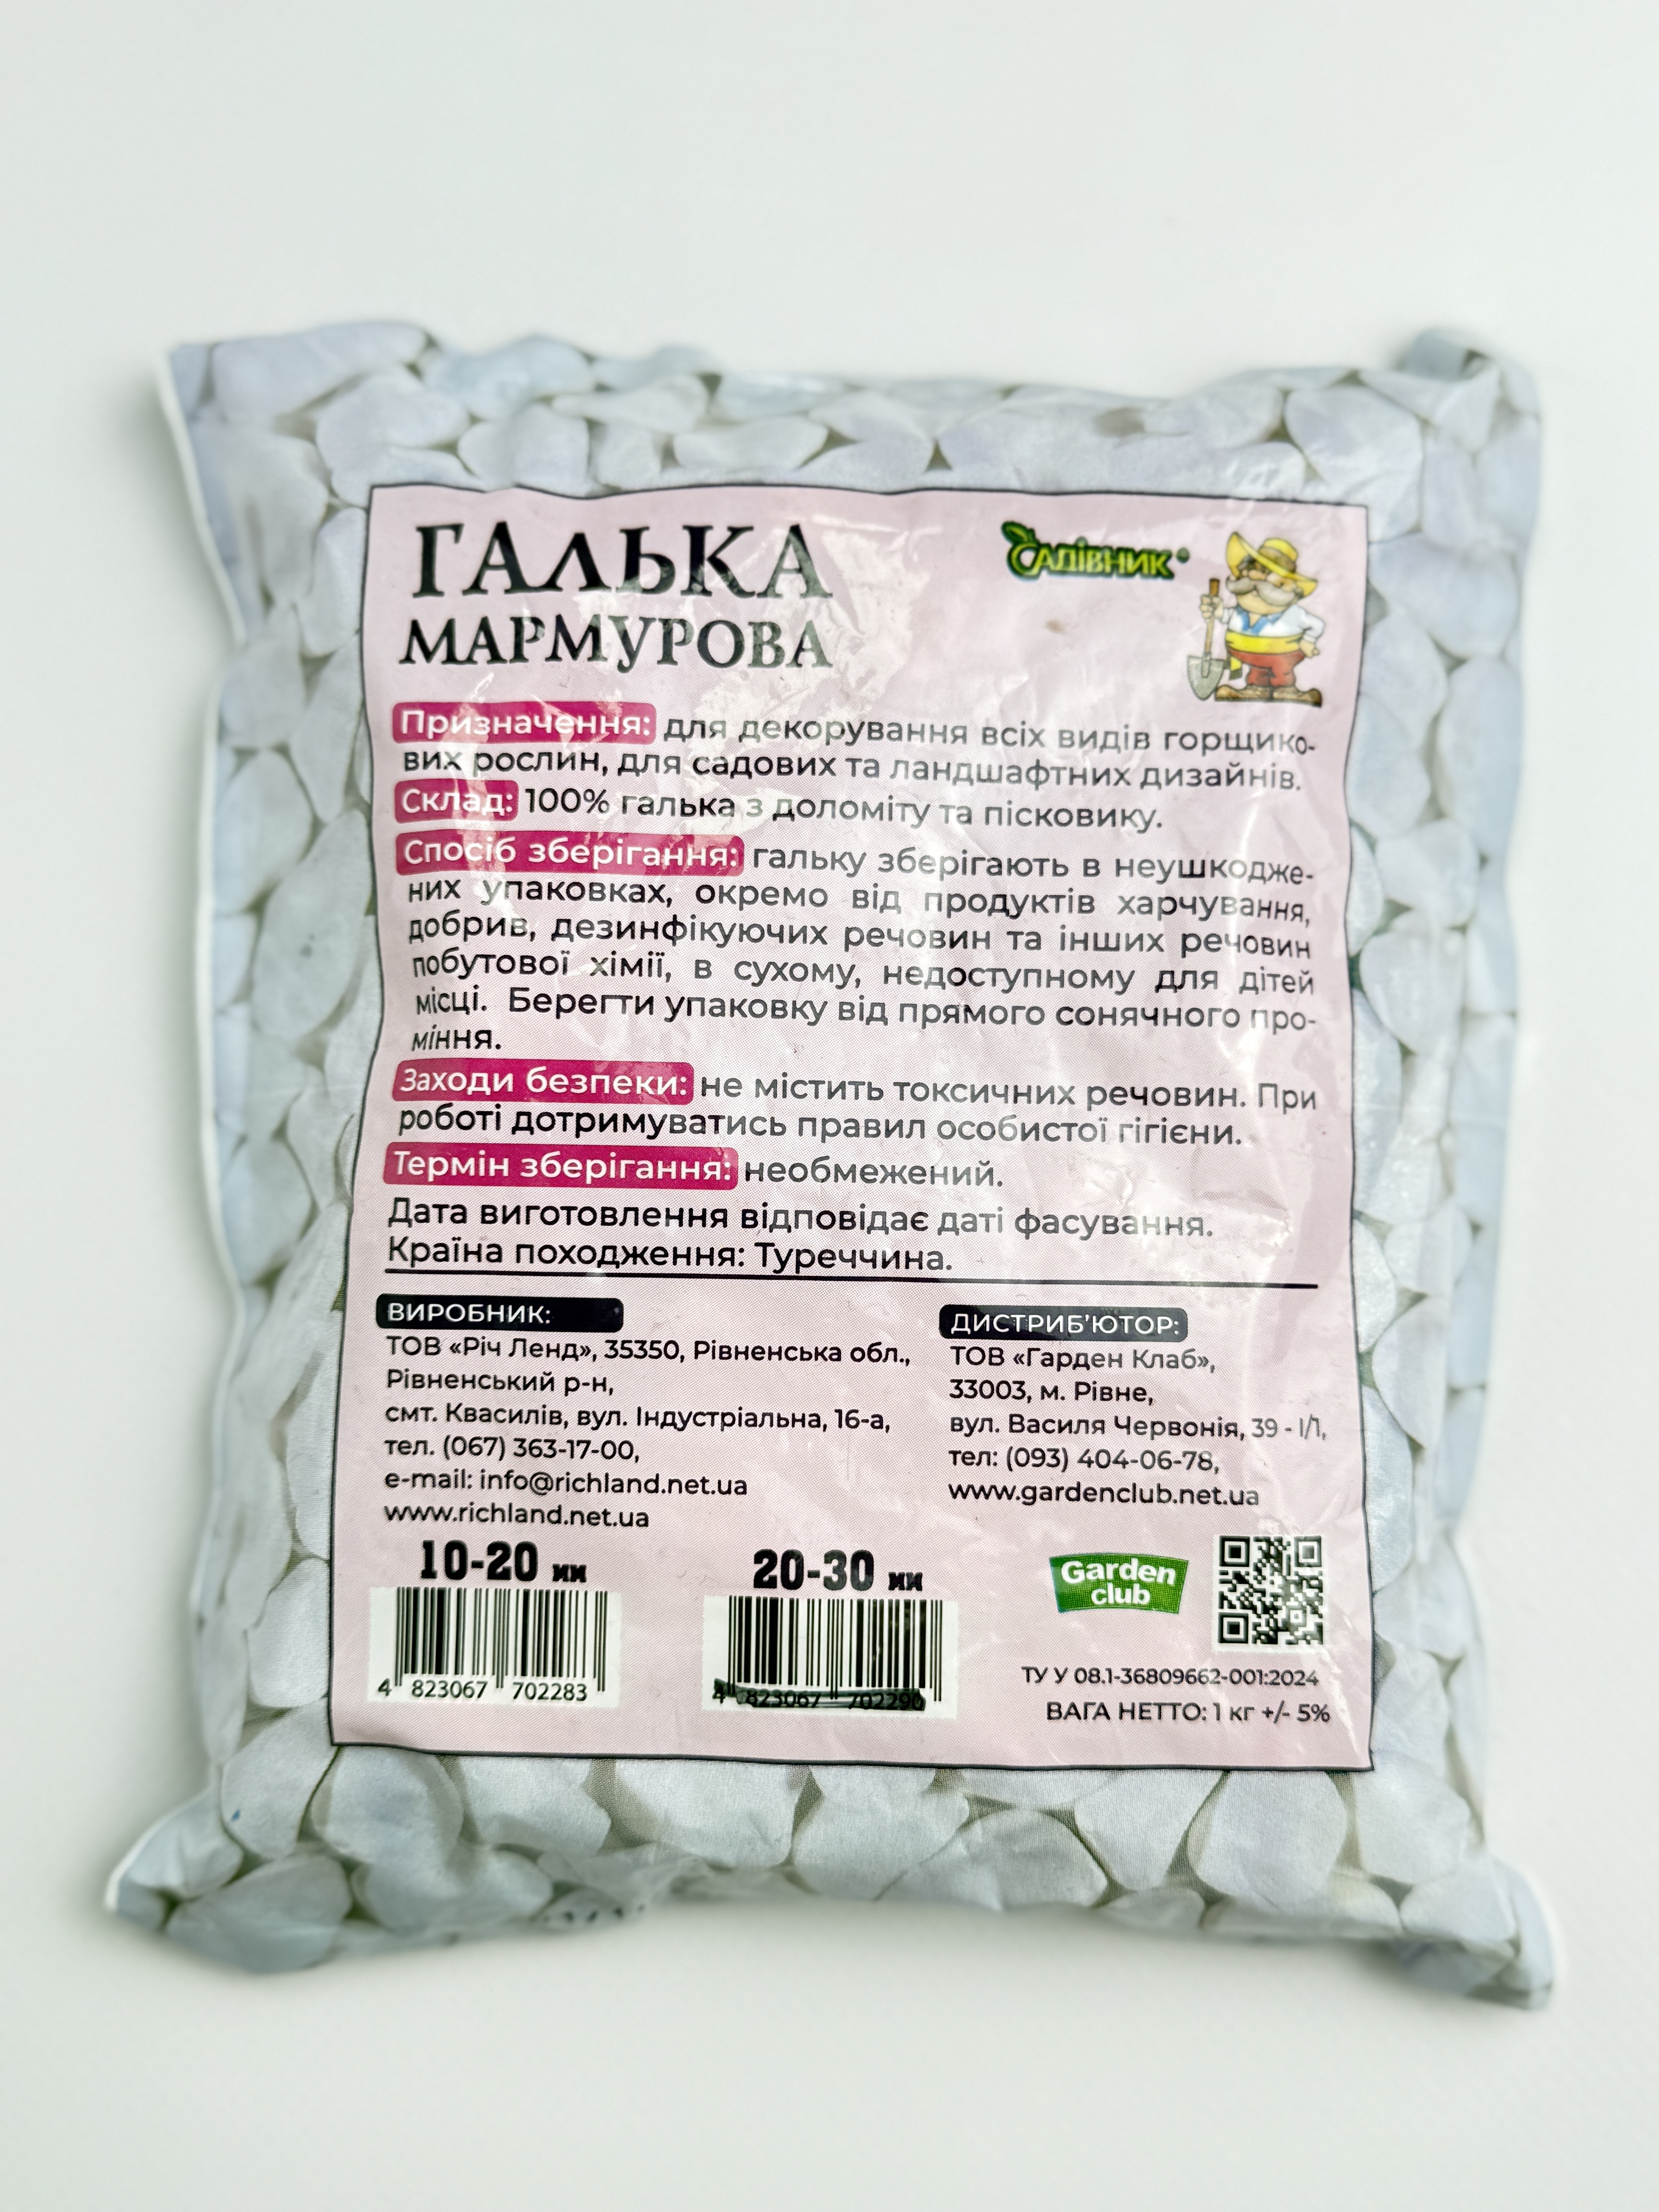 ГАЛЬКА
МАРМУРОВА
САДІВНИК
Призначення: для декорування всіх видів горщико-
вих рослин, для садових та ландшафтних дизайнів.
Склад: 100% галька з доломіту та пісковику.
Спосіб зберігання: гальку зберігають в неушкодже-
них упаковках, окремо від продуктів харчування,
добрив, дезинфікуючих речовин та інших речовин
побутової хімії, в сухому, недоступному для дітей
місці. Берегти упаковку від прямого сонячного про-
міння.
Заходи безпеки: не містить токсичних речовин. При
роботі дотримуватись правил особистої гігієни.
Термін зберігання: необмежений.
Дата виготовлення відповідає даті фасування.
Країна походження: Туреччина.
ВИРОБНИК:
ТОВ «Річ Ленд», 35350, Рівненська обл.,
Рівненський р-н,
смт. Квасилів, вул. Індустріальна, 16-а,
тел. (067) 363-17-00,
e-mail: info@richland.net.ua
www.richland.net.ua
ДИСТРИБ'ЮТОР:
ТОВ «Гарден Клаб»,
33003, м. Рівне,
вул. Василя Червонія, 39 - І/1,
тел: (093) 404-06-78,
www.gardenclub.net.ua
10-20 мм
4 823067 702283
20-30 мм
4 823067 702290
Garden
club
ТУ У 08.1-36809662-001:2024
ВАГА НЕТТО: 1 кг +/- 5%